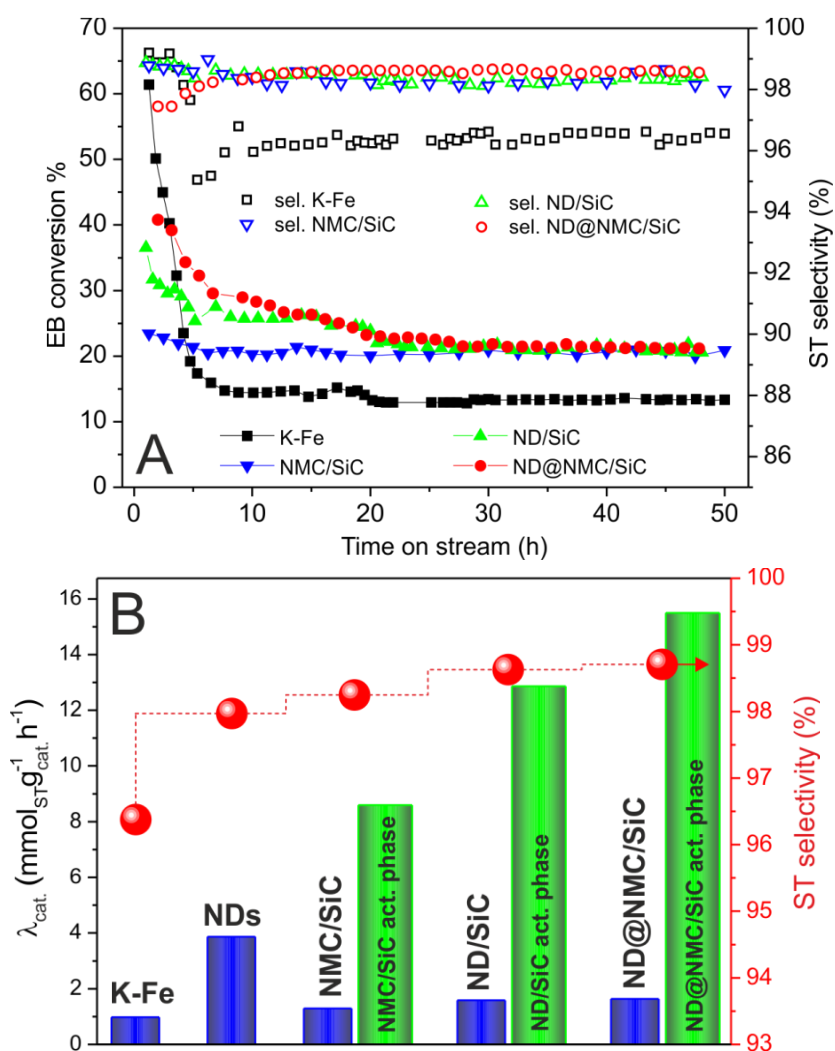 70
60
50
40
30
20
10
0
EB conversion %
100
98
96
94
92
90
88
86
ST selectivity (%)
sel. K-Fe
sel. NMC/SiC
sel. ND/SiC
sel. ND@NMC/SiC
K-Fe
NMC/SiC
ND/SiC
ND@NMC/SiC
A
0 10 20 30 40 50
Time on stream (h)
B
16
14
12
10
8
6
4
2
0
λcat. (mmolST g-1cat. h-1)
100
99
98
97
96
95
94
93
ST selectivity (%)
K-Fe
NDs
NMC/SiC
NMC/SiC act. phase
ND/SiC
ND/SiC act. phase
ND@NMC/SiC
ND@NMC/SiC act. phase